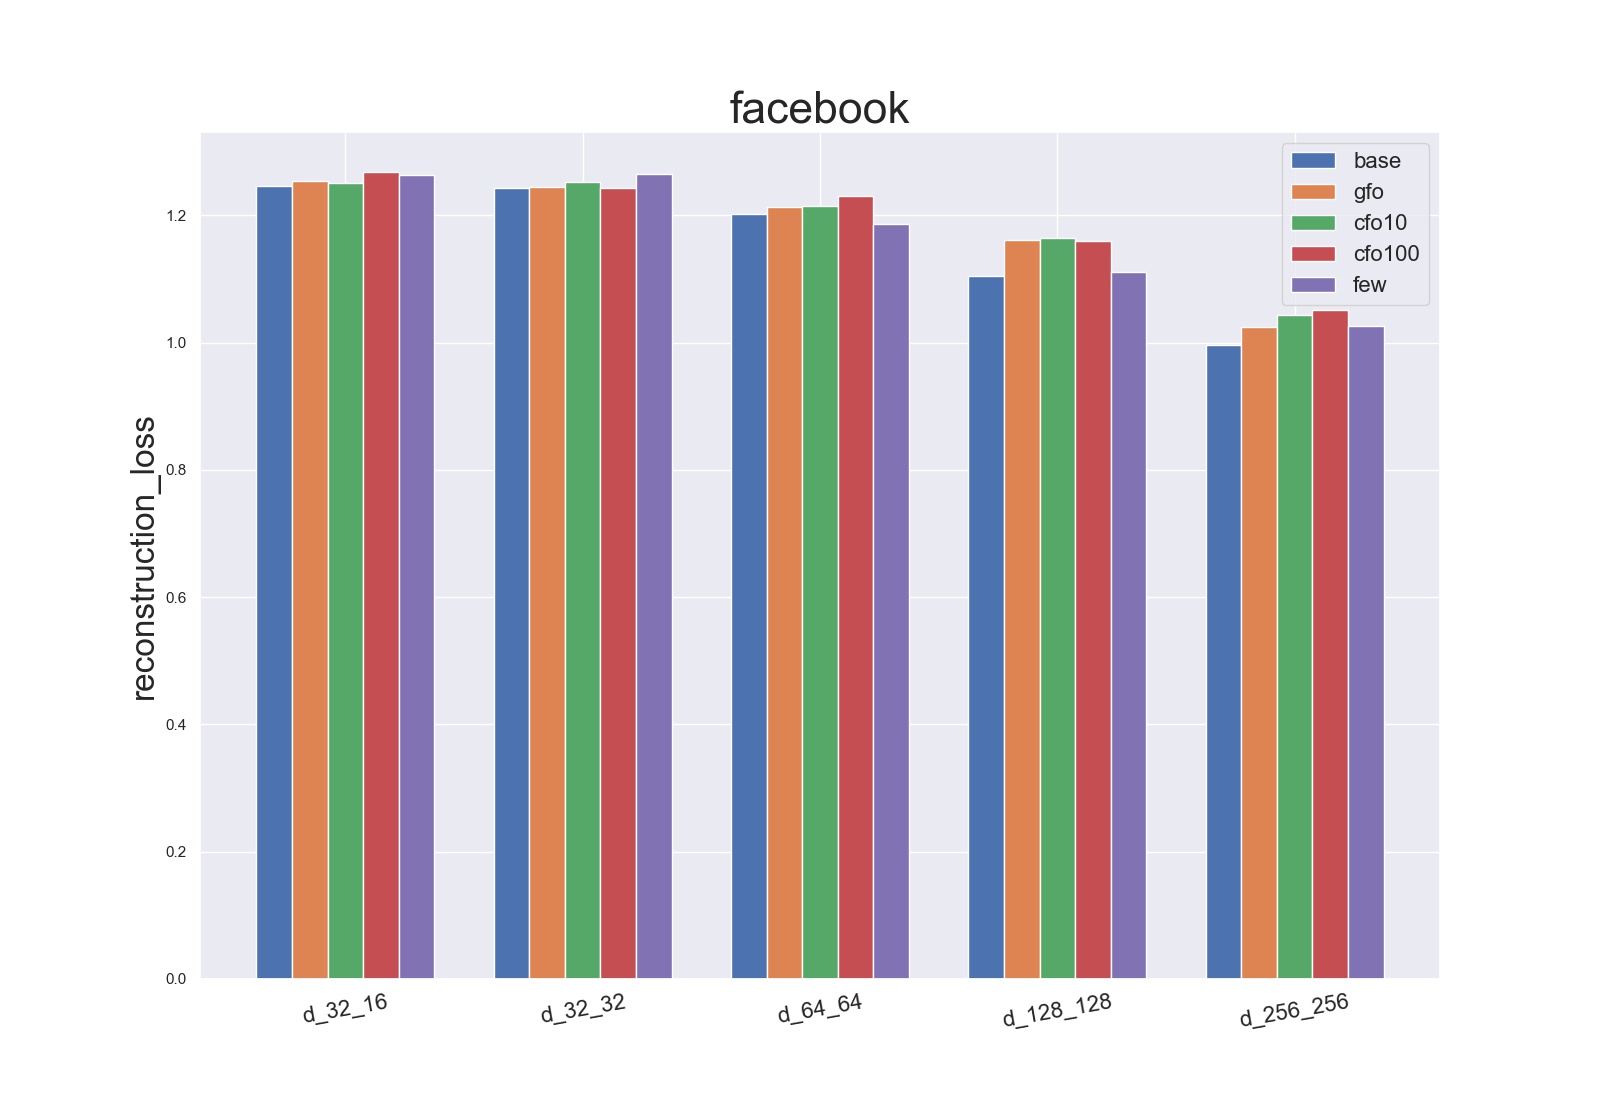 facebook
base
gfo
cfo10
cfo100
few
reconstruction_loss
1.2
1.0
0.8
0.6
0.4
0.2
0.0
d_32_16
d_32_32
d_64_64
d_128_128
d_256_256